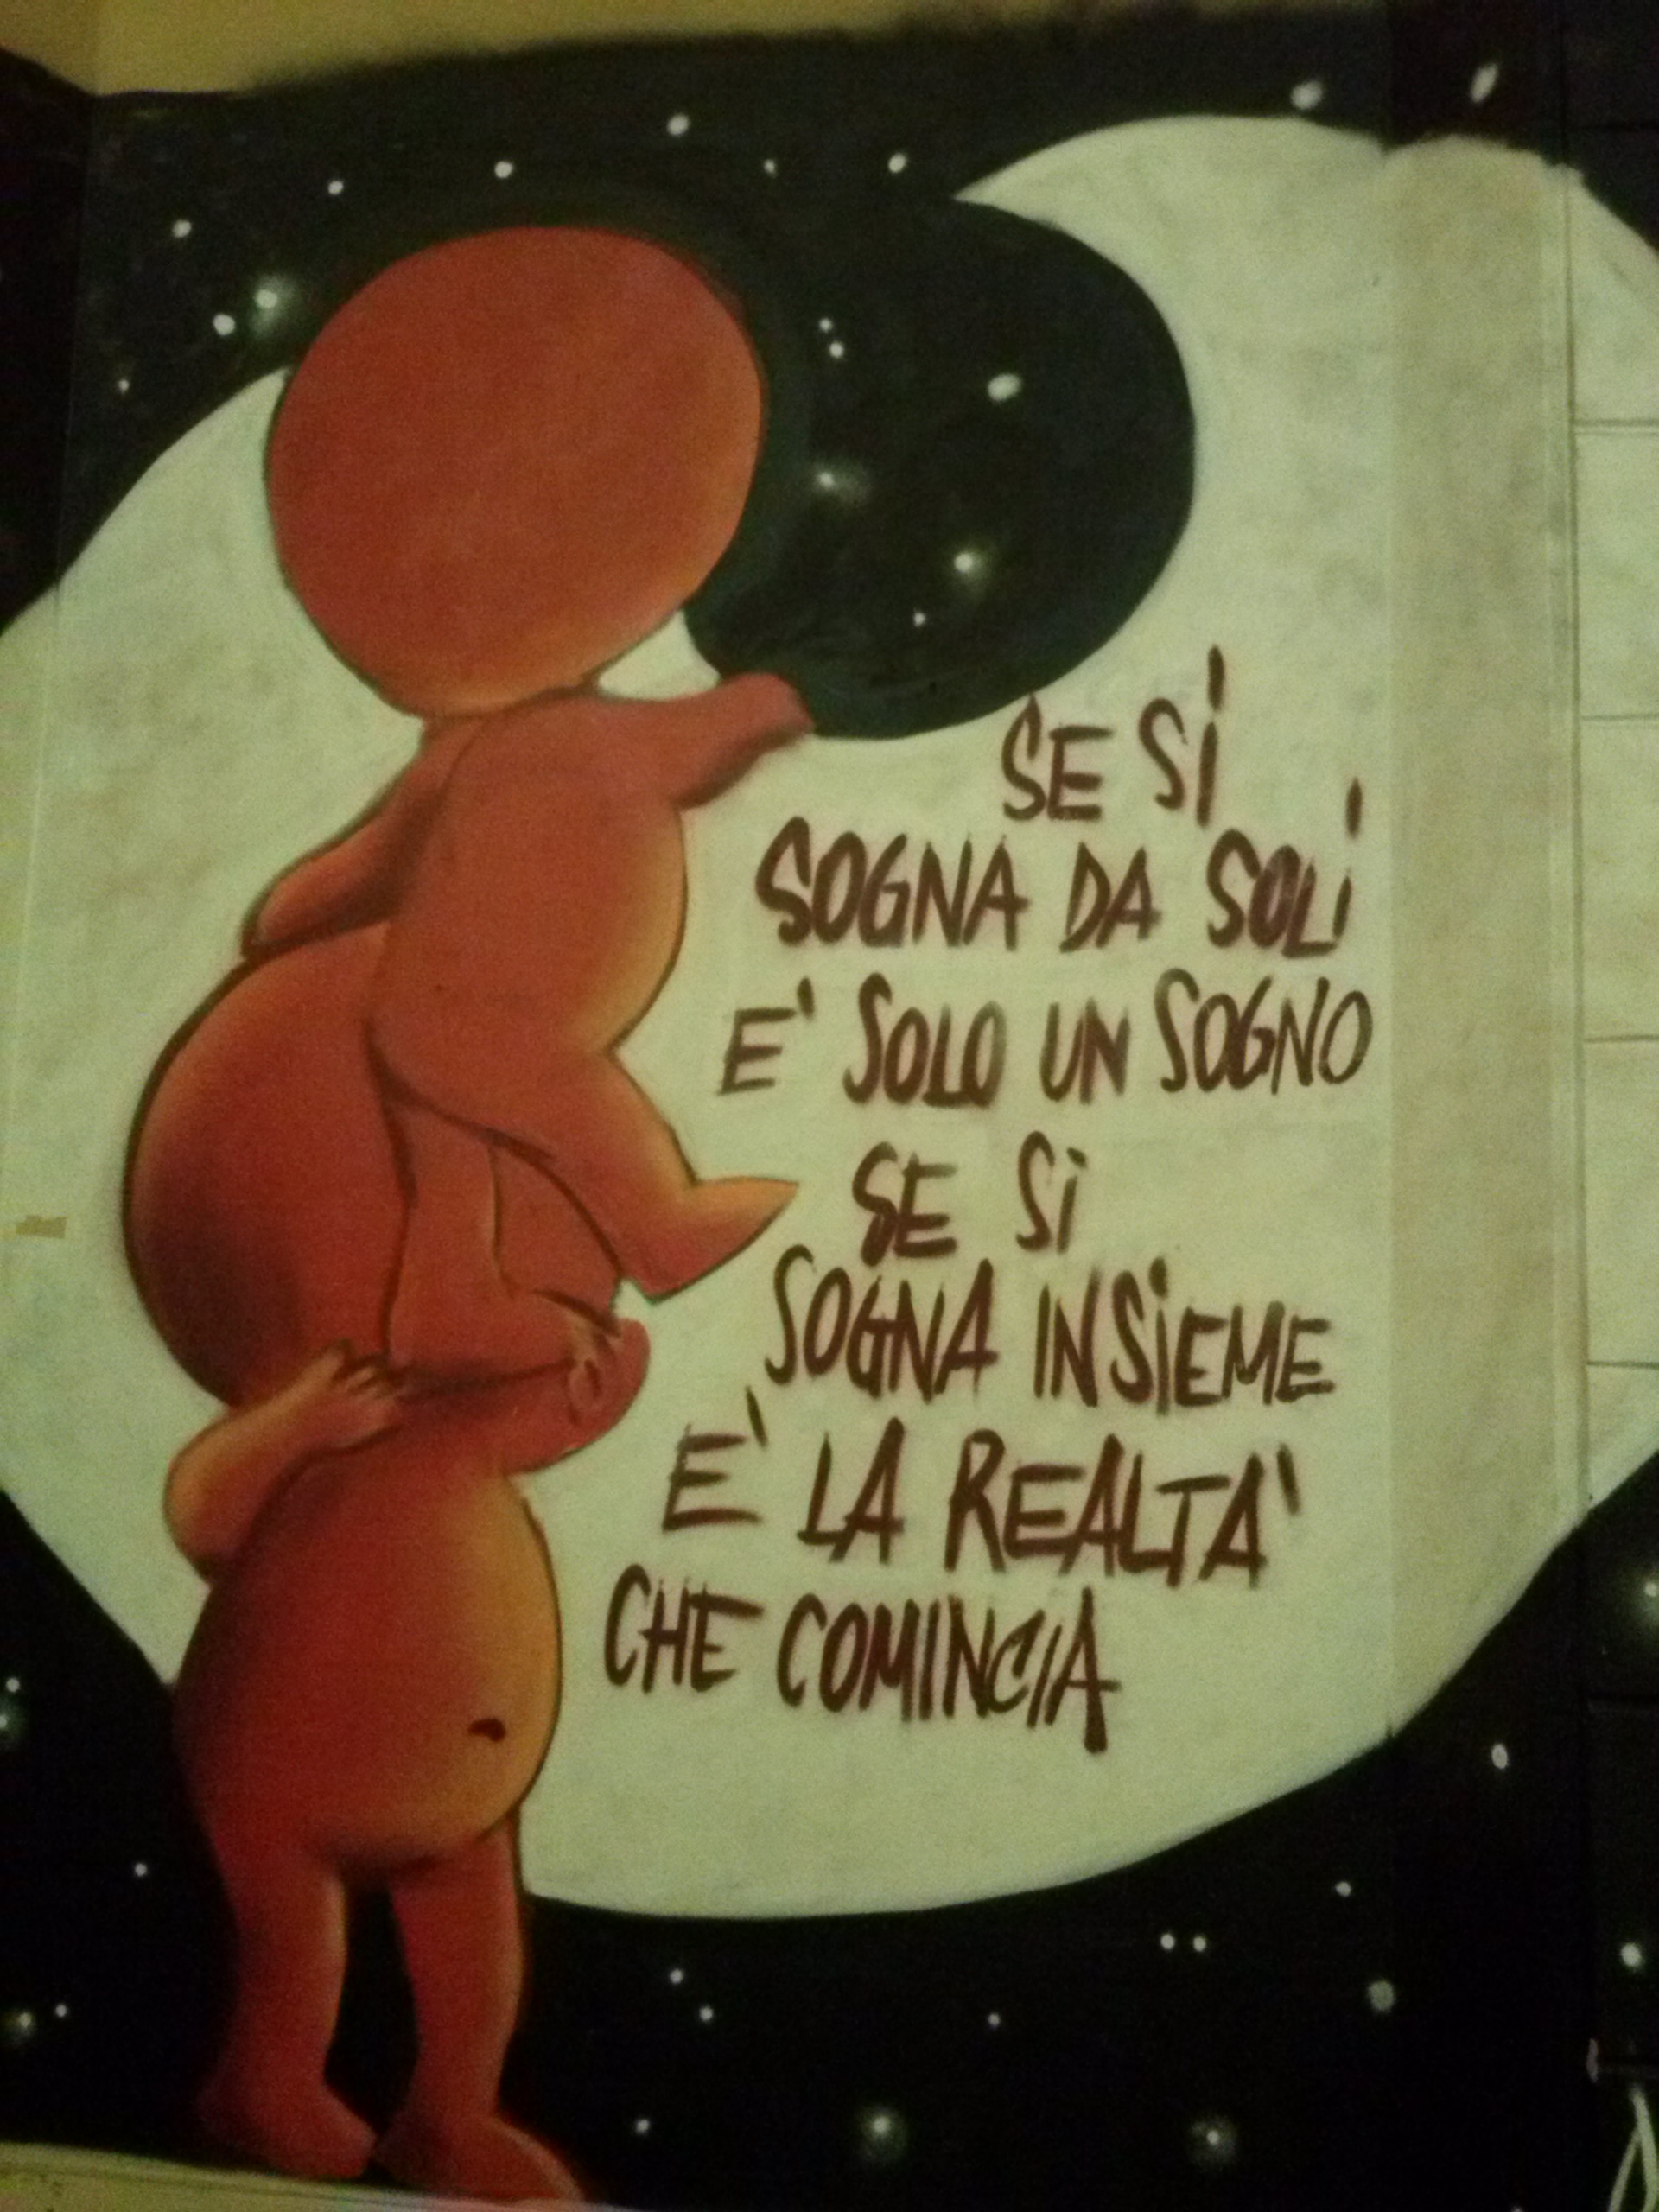 SE Si
SOGNA DA SOLi
E' SOLO UN SOGNO
SE Si
SOGNA INSiEME
E' LA REALTA'
CHE COMINCIA